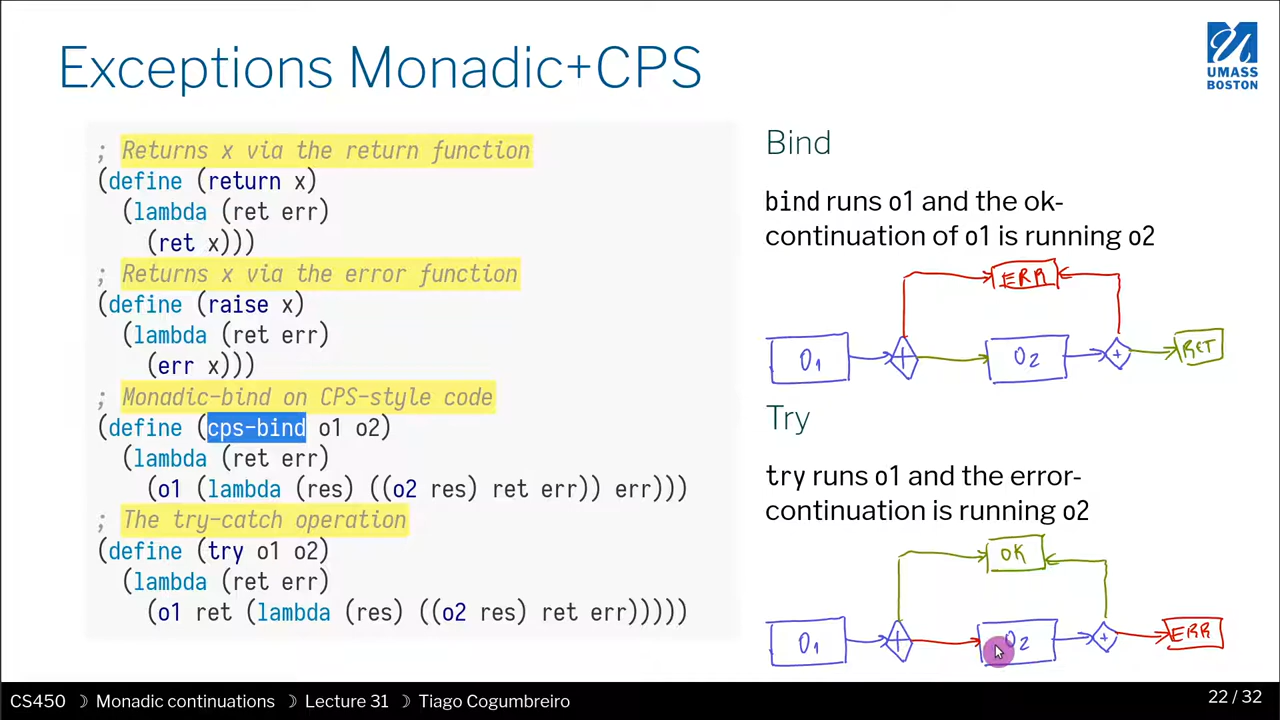 Exceptions Monadic+CPS
UMASS
BOSTON
; Returns x via the return function
(define (return x)
(lambda (ret err)
(ret x)))
; Returns x via the error function
(define (raise x)
(lambda (ret err)
(err x)))
; Monadic-bind on CPS-style code
(define (cps-bind o1 o2)
(lambda (ret err)
(o1 (lambda (res) ((o2 res) ret err)) err)))
; The try-catch operation
(define (try o1 o2)
(lambda (ret err)
(o1 ret (lambda (res) ((o2 res) ret err)))))
Bind
bind runs o1 and the ok-
continuation of o1 is running o2
ERR
O1 + O2 + RET
Try
try runs o1 and the error-
continuation is running o2
OK
O1 + O2 + ERR
CS450 ☽ Monadic continuations ☽ Lecture 31 ☽ Tiago Cogumbreiro
22 / 32